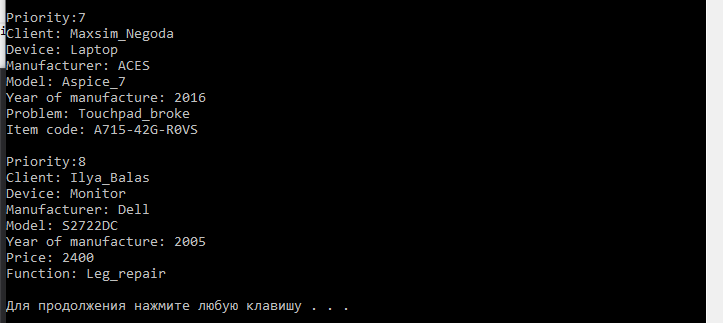 Priority:7
Client: Maxsim_Negoda
Device: Laptop
Manufacturer: ACES
Model: Aspice_7
Year of manufacture: 2016
Problem: Touchpad_broke
Item code: A715-42G-R0VS
Priority:8
Client: Ilya_Balas
Device: Monitor
Manufacturer: Dell
Model: S2722DC
Year of manufacture: 2005
Price: 2400
Function: Leg_repair
Для продолжения нажмите любую клавишу . . .